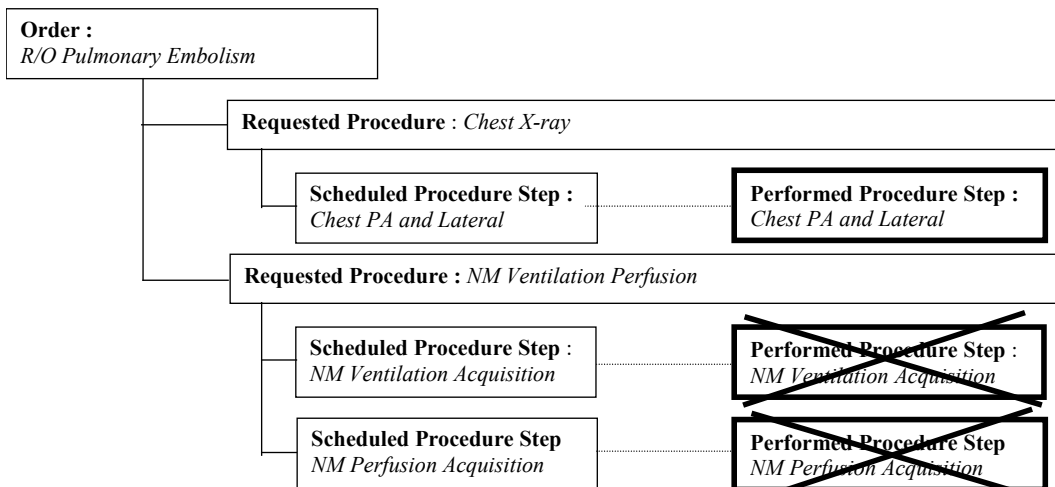 Order :
R/O Pulmonary Embolism
Requested Procedure : Chest X-ray
Scheduled Procedure Step :
Chest PA and Lateral
Performed Procedure Step :
Chest PA and Lateral
Requested Procedure : NM Ventilation Perfusion
Scheduled Procedure Step :
NM Ventilation Acquisition
Performed Procedure Step :
NM Ventilation Acquisition
Scheduled Procedure Step
NM Perfusion Acquisition
Performed Procedure Step
NM Perfusion Acquisition